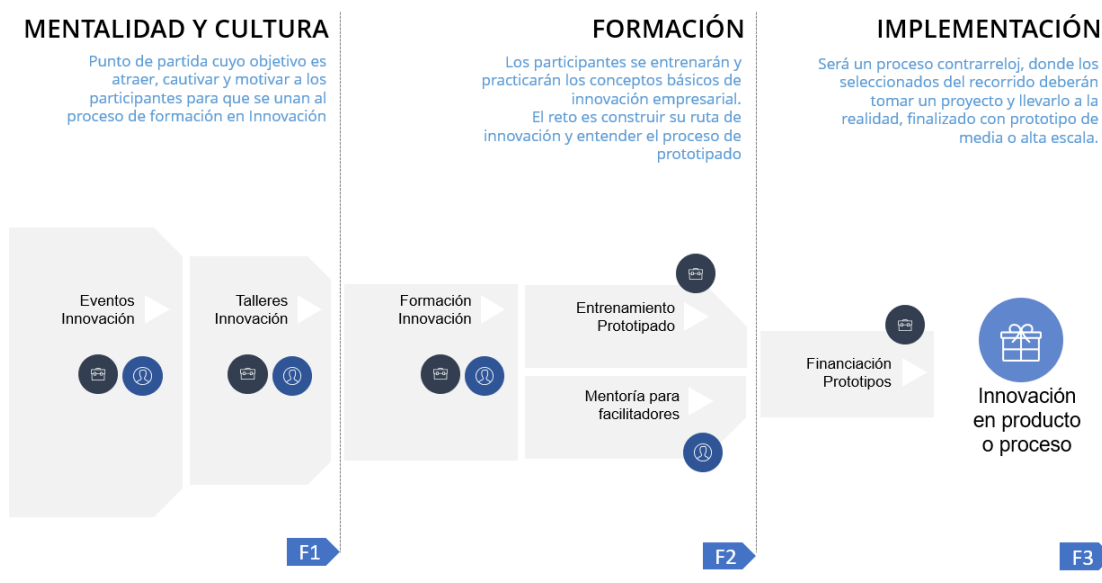 MENTALIDAD Y CULTURA
Punto de partida cuyo objetivo es
atraer, cautivar y motivar a los
participantes para que se unan al
proceso de formación en Innovación
FORMACIÓN
Los participantes se entrenarán y
practicarán los conceptos básicos de
innovación empresarial.
El reto es construir su ruta de
innovación y entender el proceso de
prototipado
IMPLEMENTACIÓN
Será un proceso contrarreloj, donde los
seleccionados del recorrido deberán
tomar un proyecto y llevarlo a la
realidad, finalizado con prototipo de
media o alta escala.
Eventos
Innovación
Talleres
Innovación
Formación
Innovación
Entrenamiento
Prototipado
Mentoría para
facilitadores
Financiación
Prototipos
Innovación
en producto
o proceso
F1
F2
F3